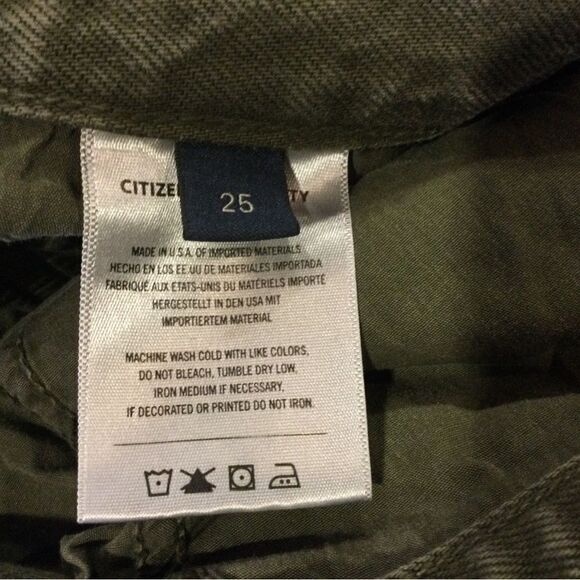 25
MADE IN U.S.A. OF IMPORTED MATERIALS
HECHO EN LOS EE.UU DE MATERIALES IMPORTADA
FABRIQUÉ AUX ETATS-UNIS DU MATÉRIELS IMPORTÉ
HERGESTELLT IN DEN USA MIT
IMPORTIERTEM MATERIAL
MACHINE WASH COLD WITH LIKE COLORS,
DO NOT BLEACH, TUMBLE DRY LOW,
IRON MEDIUM IF NECESSARY,
IF DECORATED OR PRINTED DO NOT IRON.